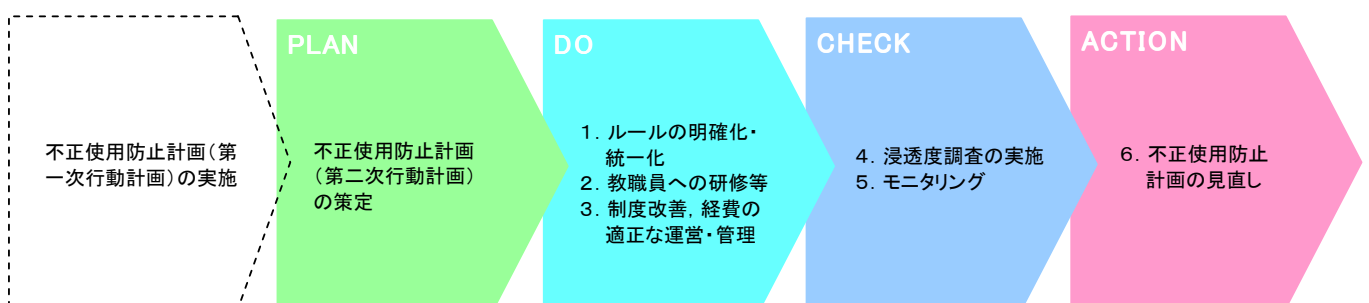 不正使用防止計画(第
一次行動計画)の実施
PLAN
不正使用防止計画
(第二次行動計画)
の策定
DO
1. ルールの明確化・
統一化
2. 教職員への研修等
3. 制度改善, 経費の
適正な運営・管理
CHECK
4. 浸透度調査の実施
5. モニタリング
ACTION
6. 不正使用防止
計画の見直し